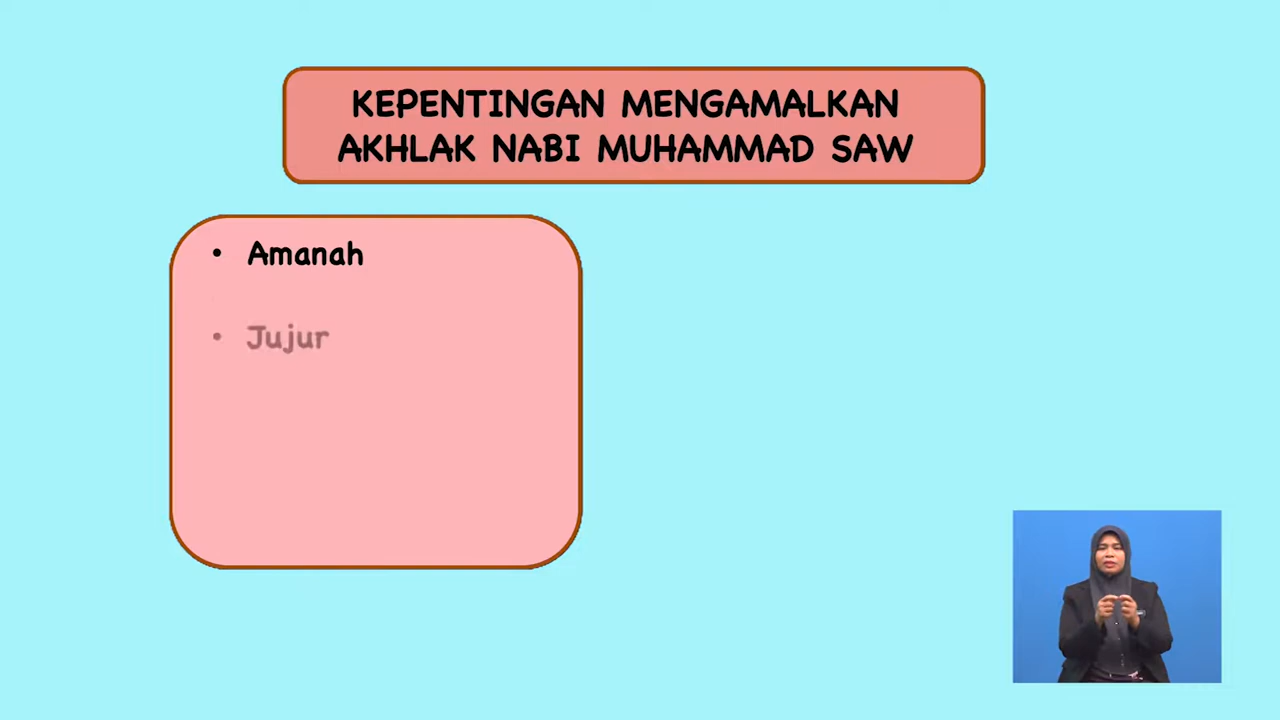 KEPENTINGAN MENGAMALKAN
AKHLAK NABI MUHAMMAD SAW
• Amanah
• Jujur